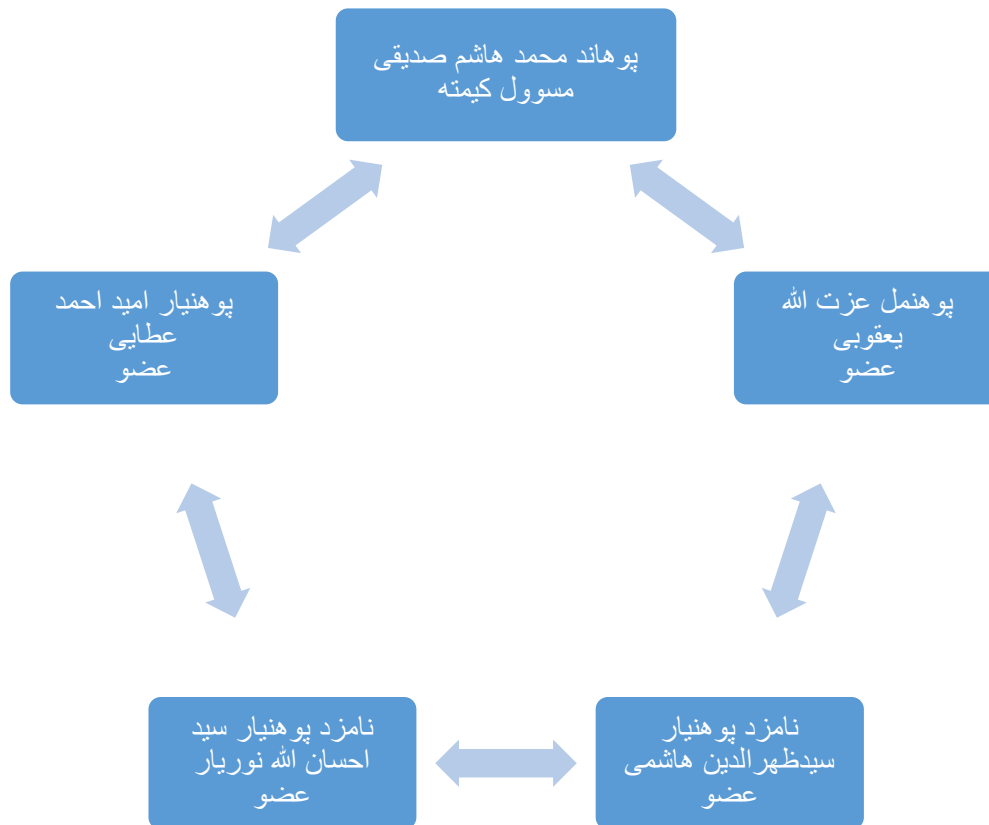 پوهاند محمد هاشم صدیقی
مسوول کیمته
پوهنمل عزت الله
یعقوبی
عضو
پوهنیار امید احمد
عطایی
عضو
نامزد پوهنیار
سیدظهرالدین هاشمی
عضو
نامزد پوهنیار سید
احسان الله نوریار
عضو